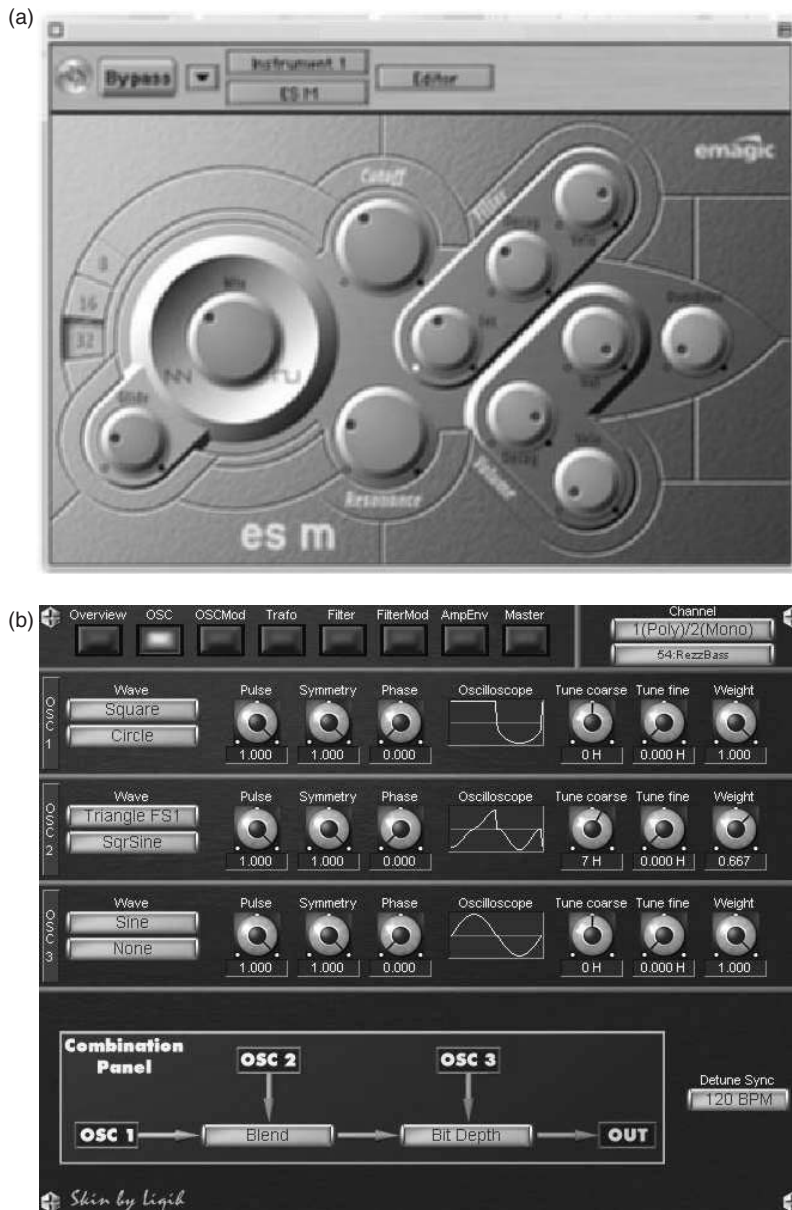 (a)
Bypass
Instrument 1
ES M
Editor
emagic
Cutoff
Filter
Decay
Velo
8
16
32
Mix
Int
Overdrive
Vol
Glide
Decay
Velo
Volume
Resonance
es m
(b)
Overview OSC OSCMod Trafo Filter FilterMod AmpEnv Master
Channel
1(Poly)/2(Mono)
54:RezzBass
OSC 1
Wave Pulse Symmetry Phase Oscilloscope Tune coarse Tune fine Weight
Square
Circle
1.000 1.000 0.000 0 H 0.000 H 1.000
OSC 2
Wave Pulse Symmetry Phase Oscilloscope Tune coarse Tune fine Weight
Triangle FS1
SqrSine
1.000 1.000 0.000 7 H 0.000 H 0.667
OSC 3
Wave Pulse Symmetry Phase Oscilloscope Tune coarse Tune fine Weight
Sine
None
1.000 1.000 0.000 0 H 0.000 H 1.000
Combination
Panel
OSC 2 OSC 3
Detune Sync
120 BPM
OSC 1 Blend Bit Depth OUT
Skin by Ligih